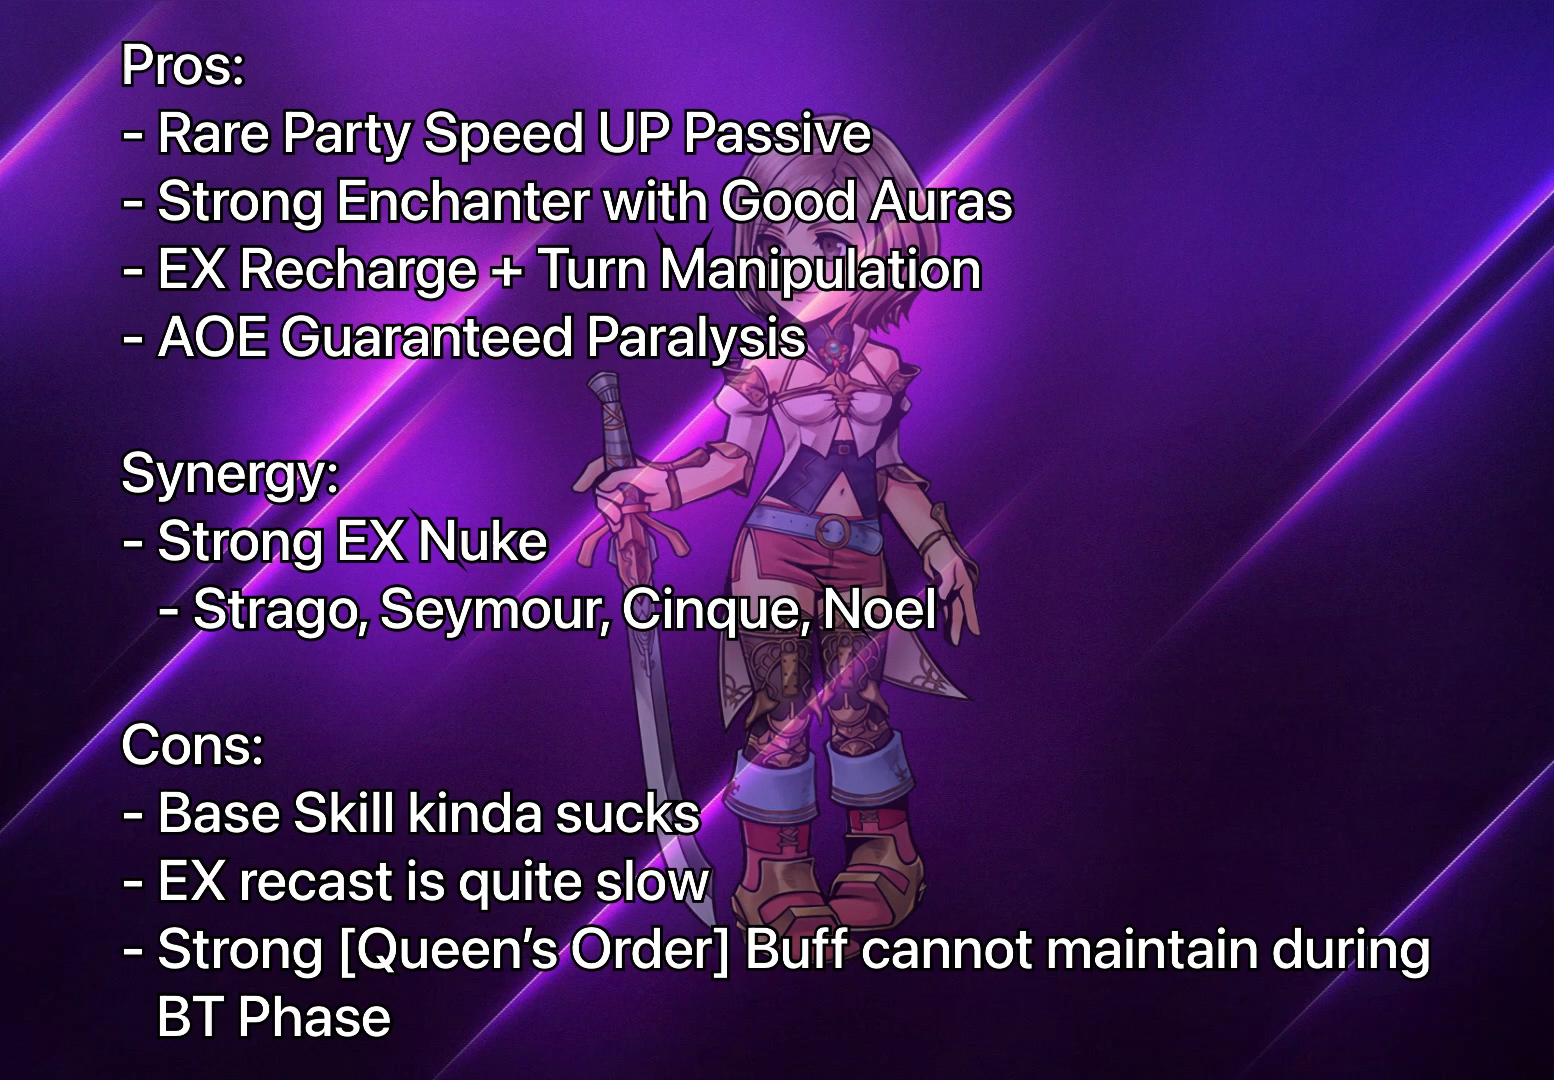 Pros:
- Rare Party Speed UP Passive
- Strong Enchanter with Good Auras
- EX Recharge + Turn Manipulation
- AOE Guaranteed Paralysis
Synergy:
- Strong EX Nuke
- Strago, Seymour, Cinque, Noel
Cons:
- Base Skill kinda sucks
- EX recast is quite slow
- Strong [Queen’s Order] Buff cannot maintain during
BT Phase